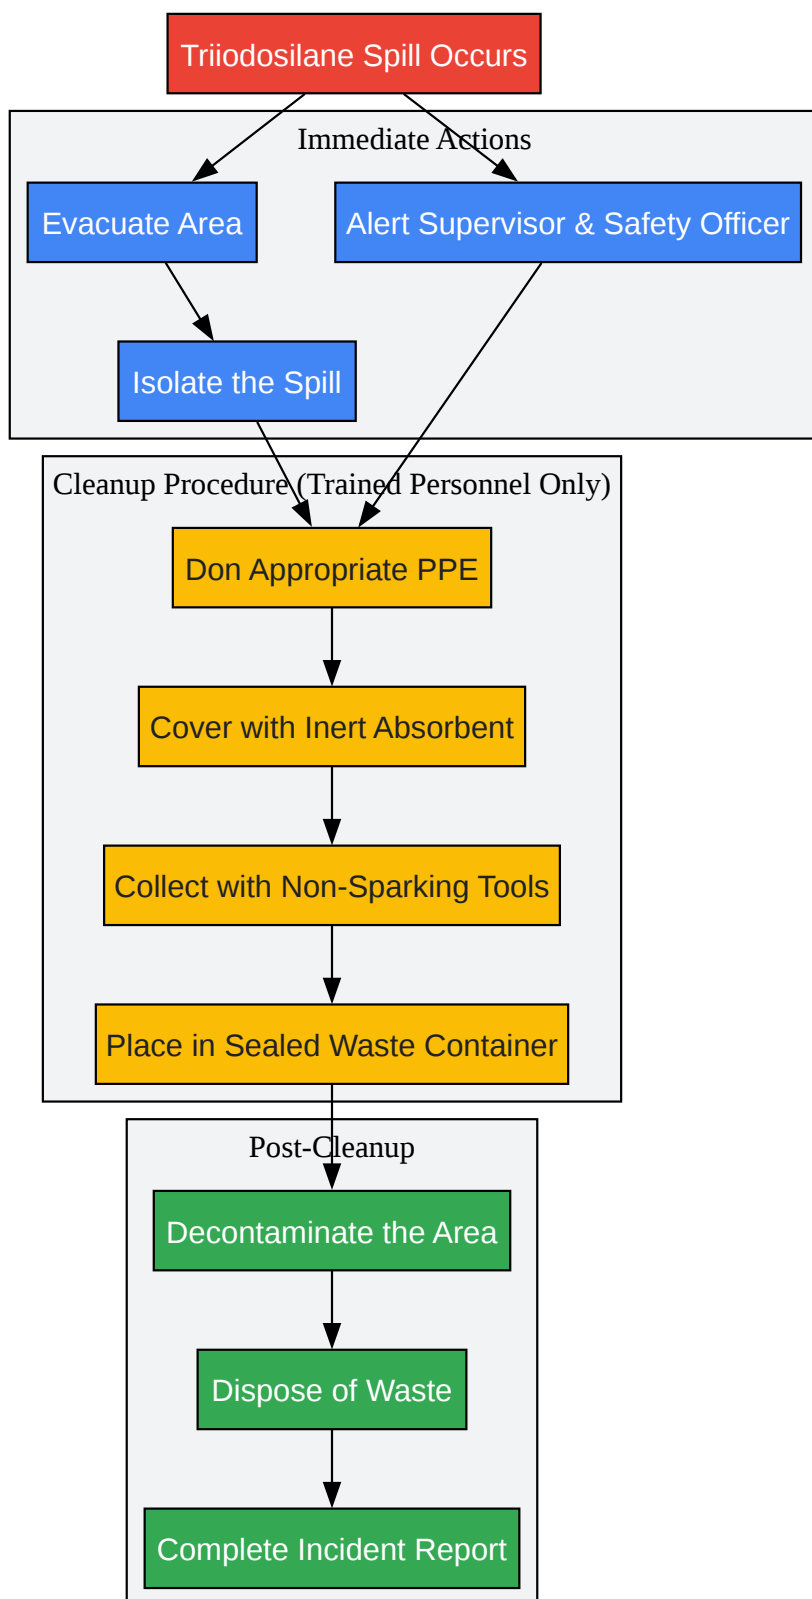 Triiodosilane Spill Occurs
Immediate Actions
Evacuate Area
Alert Supervisor & Safety Officer
Isolate the Spill
Cleanup Procedure (Trained Personnel Only)
Don Appropriate PPE
Cover with Inert Absorbent
Collect with Non-Sparking Tools
Place in Sealed Waste Container
Post-Cleanup
Decontaminate the Area
Dispose of Waste
Complete Incident Report